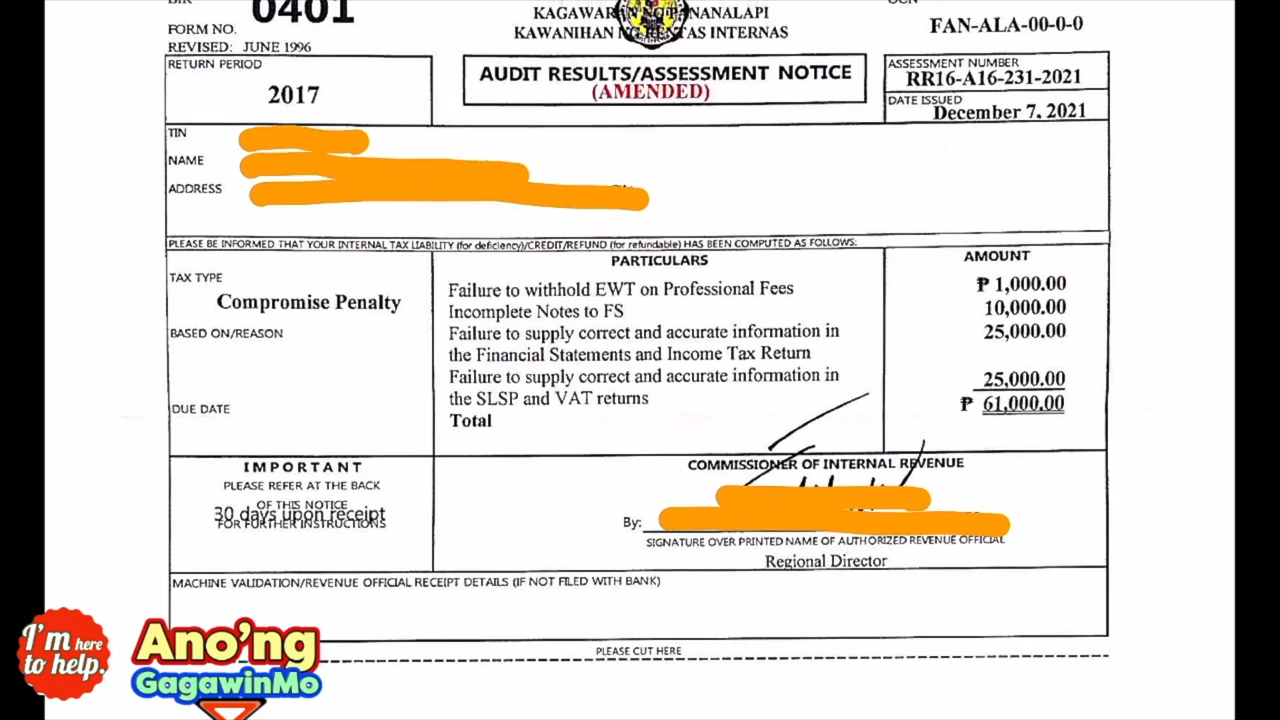 0401
FORM NO.
REVISED: JUNE 1996
KAGAWARAN NG PANANALAPI
KAWANIHAN NG RENTAS INTERNAS
FAN-ALA-00-0-0
RETURN PERIOD
2017
AUDIT RESULTS/ASSESSMENT NOTICE
(AMENDED)
ASSESSMENT NUMBER
RR16-A16-231-2021
DATE ISSUED
December 7, 2021
TIN
NAME
ADDRESS
PLEASE BE INFORMED THAT YOUR INTERNAL TAX LIABILITY (for deficiency)/CREDIT/REFUND (for refundable) HAS BEEN COMPUTED AS FOLLOWS:
TAX TYPE
Compromise Penalty
BASED ON/REASON
DUE DATE
PARTICULARS
Failure to withhold EWT on Professional Fees
Incomplete Notes to FS
Failure to supply correct and accurate information in
the Financial Statements and Income Tax Return
Failure to supply correct and accurate information in
the SLSP and VAT returns
Total
AMOUNT
₱ 1,000.00
10,000.00
25,000.00
25,000.00
₱ 61,000.00
IMPORTANT
PLEASE REFER AT THE BACK
OF THIS NOTICE
30 days upon receipt
FOR FURTHER INSTRUCTIONS
COMMISSIONER OF INTERNAL REVENUE
By:
SIGNATURE OVER PRINTED NAME OF AUTHORIZED REVENUE OFFICIAL
Regional Director
MACHINE VALIDATION/REVENUE OFFICIAL RECEIPT DETAILS (IF NOT FILED WITH BANK)
PLEASE CUT HERE
I'm here
to help.
Ano'ng
GagawinMo